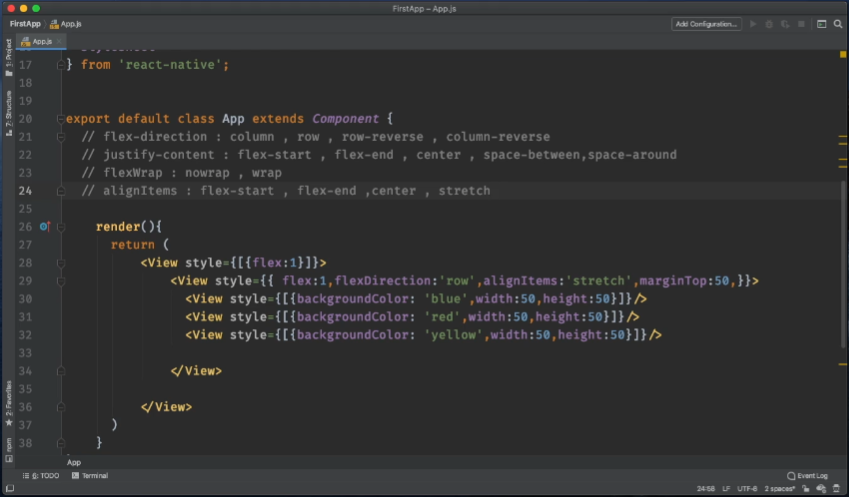 FirstApp – App.js
FirstApp App.js Add Configuration...
App.js
1: Project
7: Structure
2: Favorites
npm
17 } from 'react-native';
18
19
20 export default class App extends Component {
21 // flex-direction : column , row , row-reverse , column-reverse
22 // justify-content : flex-start , flex-end , center , space-between,space-around
23 // flexWrap : nowrap , wrap
24 // alignItems : flex-start , flex-end ,center , stretch
25
26 render(){
27 return (
28 <View style={[{flex:1}]}>
29 <View style={{ flex:1,flexDirection:'row',alignItems:'stretch',marginTop:50,}}>
30 <View style={[{backgroundColor: 'blue',width:50,height:50}]}/>
31 <View style={[{backgroundColor: 'red',width:50,height:50}]}/>
32 <View style={[{backgroundColor: 'yellow',width:50,height:50}]}/>
33
34 </View>
35
36 </View>
37 )
38 }
App
6: TODO Terminal Event Log
24:56 LF UTF-8 2 spaces*